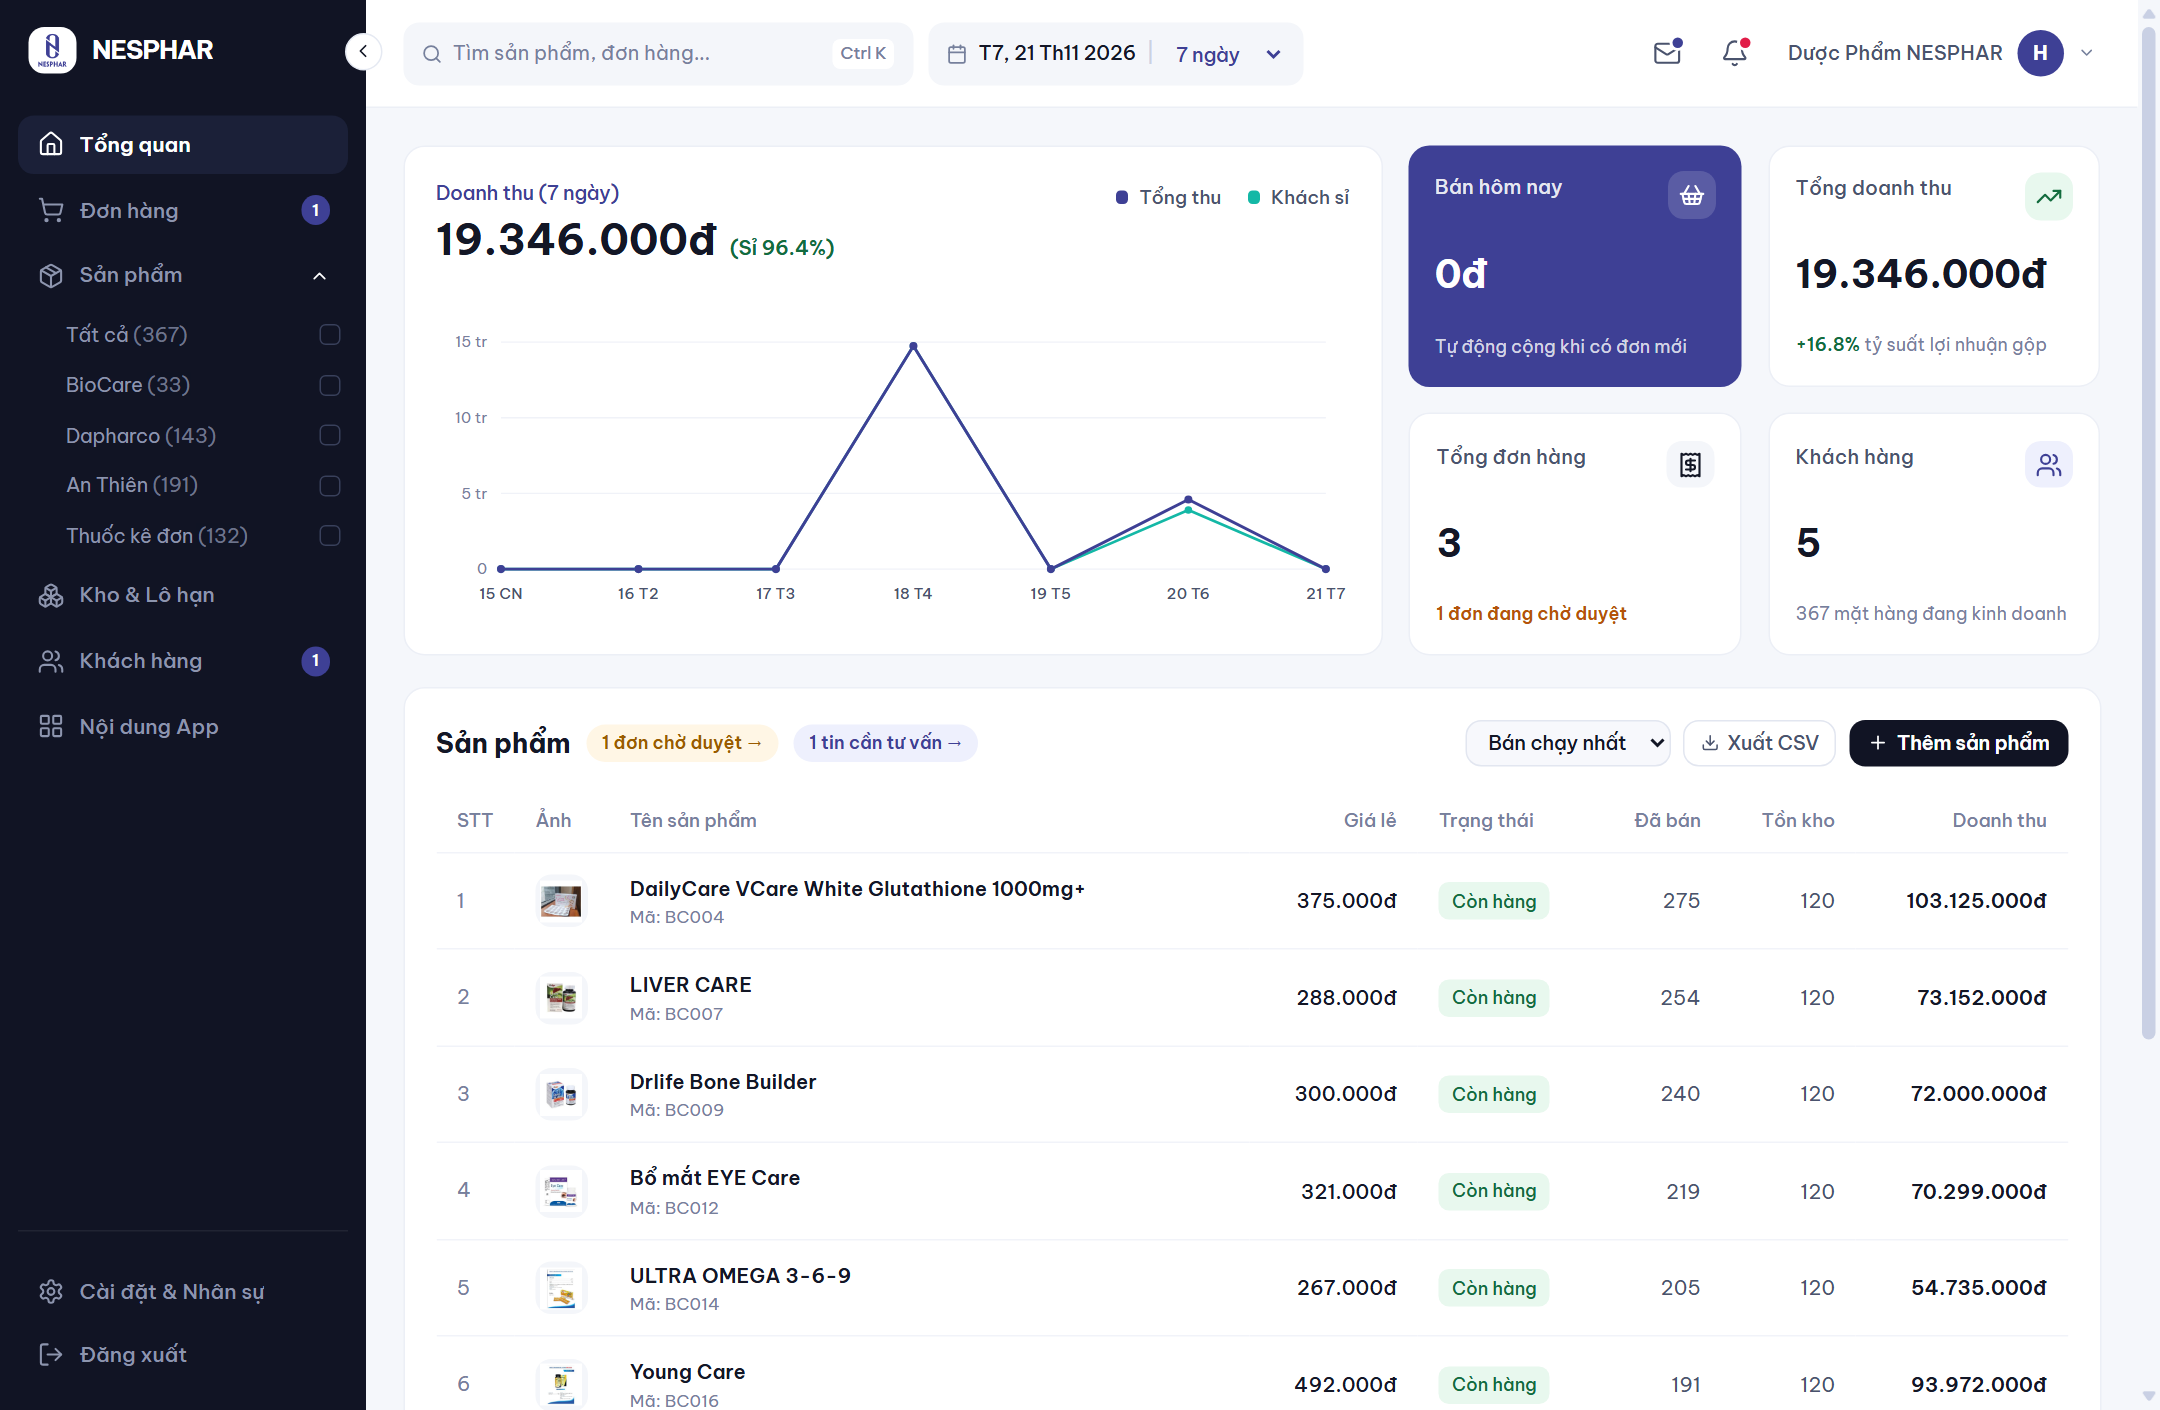 NESPHAR
NESPHAR
Tổng quan
Đơn hàng
1
Sản phẩm
Tất cả (367)
BioCare (33)
Dapharco (143)
An Thiên (191)
Thuốc kê đơn (132)
Kho & Lô hạn
Khách hàng
1
Nội dung App
Cài đặt & Nhân sự
Đăng xuất
Tìm sản phẩm, đơn hàng...
Ctrl K
T7, 21 Th11 2026
7 ngày
Dược Phẩm NESPHAR
H
Doanh thu (7 ngày)
19.346.000đ (Sỉ 96.4%)
Tổng thu
Khách sỉ
15 tr
10 tr
5 tr
0
15 CN
16 T2
17 T3
18 T4
19 T5
20 T6
21 T7
Bán hôm nay
0đ
Tự động cộng khi có đơn mới
Tổng doanh thu
19.346.000đ
+16.8% tỷ suất lợi nhuận gộp
Tổng đơn hàng
3
1 đơn đang chờ duyệt
Khách hàng
5
367 mặt hàng đang kinh doanh
Sản phẩm
1 đơn chờ duyệt →
1 tin cần tư vấn →
Bán chạy nhất
Xuất CSV
Thêm sản phẩm
STT Ảnh Tên sản phẩm Giá lẻ Trạng thái Đã bán Tồn kho Doanh thu
1 DailyCare VCare White Glutathione 1000mg+ 375.000đ Còn hàng 275 120 103.125.000đ
Mã: BC004
2 LIVER CARE 288.000đ Còn hàng 254 120 73.152.000đ
Mã: BC007
3 Drlife Bone Builder 300.000đ Còn hàng 240 120 72.000.000đ
Mã: BC009
4 Bổ mắt EYE Care 321.000đ Còn hàng 219 120 70.299.000đ
Mã: BC012
5 ULTRA OMEGA 3-6-9 267.000đ Còn hàng 205 120 54.735.000đ
Mã: BC014
6 Young Care 492.000đ Còn hàng 191 120 93.972.000đ
Mã: BC016